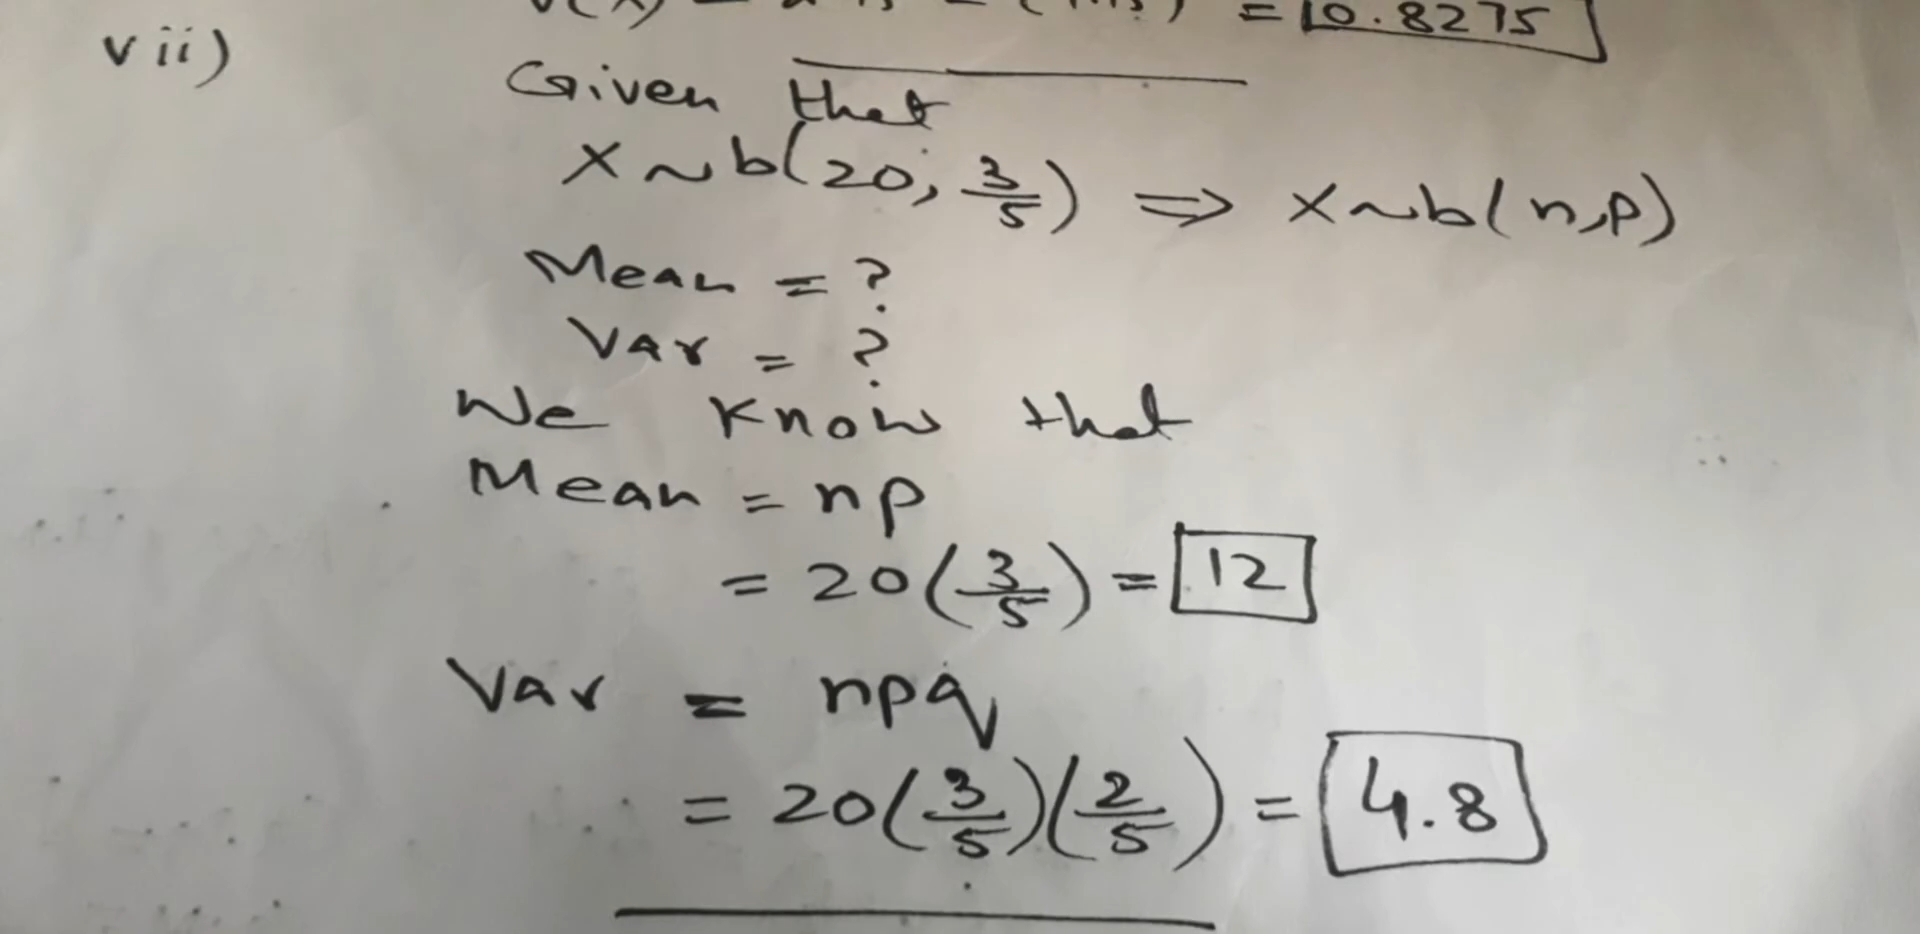 = 10.8275
vii)
Given that
X ~ b(20, 3/5) ⇒ X ~ b(n,p)
Mean = ?
Var = ?
We know that
Mean = np
= 20(3/5) = 12
Var = npq
= 20(3/5)(2/5) = 4.8